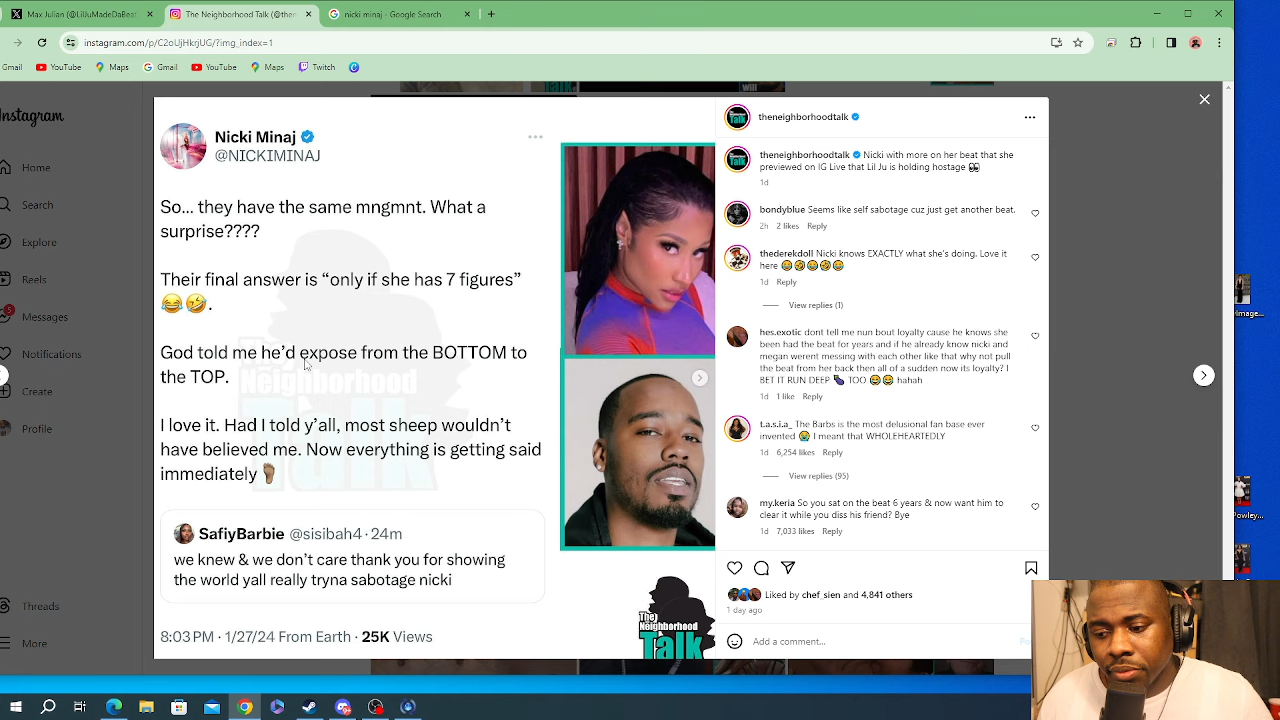 Max Julian (@LilJuMadeDaBeat
The Neighborhood Talk (@then
nicki minaj - Google Search
instagram.com/p/C2oUjHkrjUG/?img_index=1
Gmail
YouTube
Maps
Gmail
YouTube
Maps
Twitch
Instagram
Home
Search
Explore
Reels
5
Messages
Notifications
Create
Profile
Threads
More
will
Nicki Minaj
@NICKIMINAJ
So... they have the same mngmnt. What a
surprise????
Their final answer is “only if she has 7 figures”
😂🤣.
God told me he’d expose from the BOTTOM to
the TOP.
I love it. Had I told y’all, most sheep wouldn’t
have believed me. Now everything is getting said
immediately 🦶🏾
Neighborhood
Talk
SafiyBarbie @sisibah4 · 24m
we knew & we don’t care thank you for showing
the world yall really tryna sabotage nicki
8:03 PM · 1/27/24 From Earth · 25K Views
The
Neighborhood
Talk
theneighborhoodtalk
theneighborhoodtalk Nicki with more on her beat that she
previewed on IG Live that Lil Ju is holding hostage 👀
1d
bondyblue Seems like self sabotage cuz just get another beat.
2h 2 likes Reply
thederekdoll Nicki knows EXACTLY what she's doing. Love it
here 😂🤣😂🤣😂
1d Reply
View replies (1)
hes.exotic dont tell me nun bout loyalty cause he knows she
been had the beat for years and if he already know nicki and
megan werent messing with each other like that why not pull
the beat from her back then all of a sudden now its loyalty? I
BET IT RUN DEEP 🍆 TOO 😂😂 hahah
1d 1 like Reply
t.a.s.i.a_ The Barbs is the most delusional fan base ever
invented 😭 I meant that WHOLEHEARTEDLY
1d 6,254 likes Reply
View replies (95)
my.keria So you sat on the beat 6 years & now want him to
clear it while you diss his friend? Bye
1d 7,033 likes Reply
Liked by chef_sien and 4,841 others
1 day ago
Add a comment...